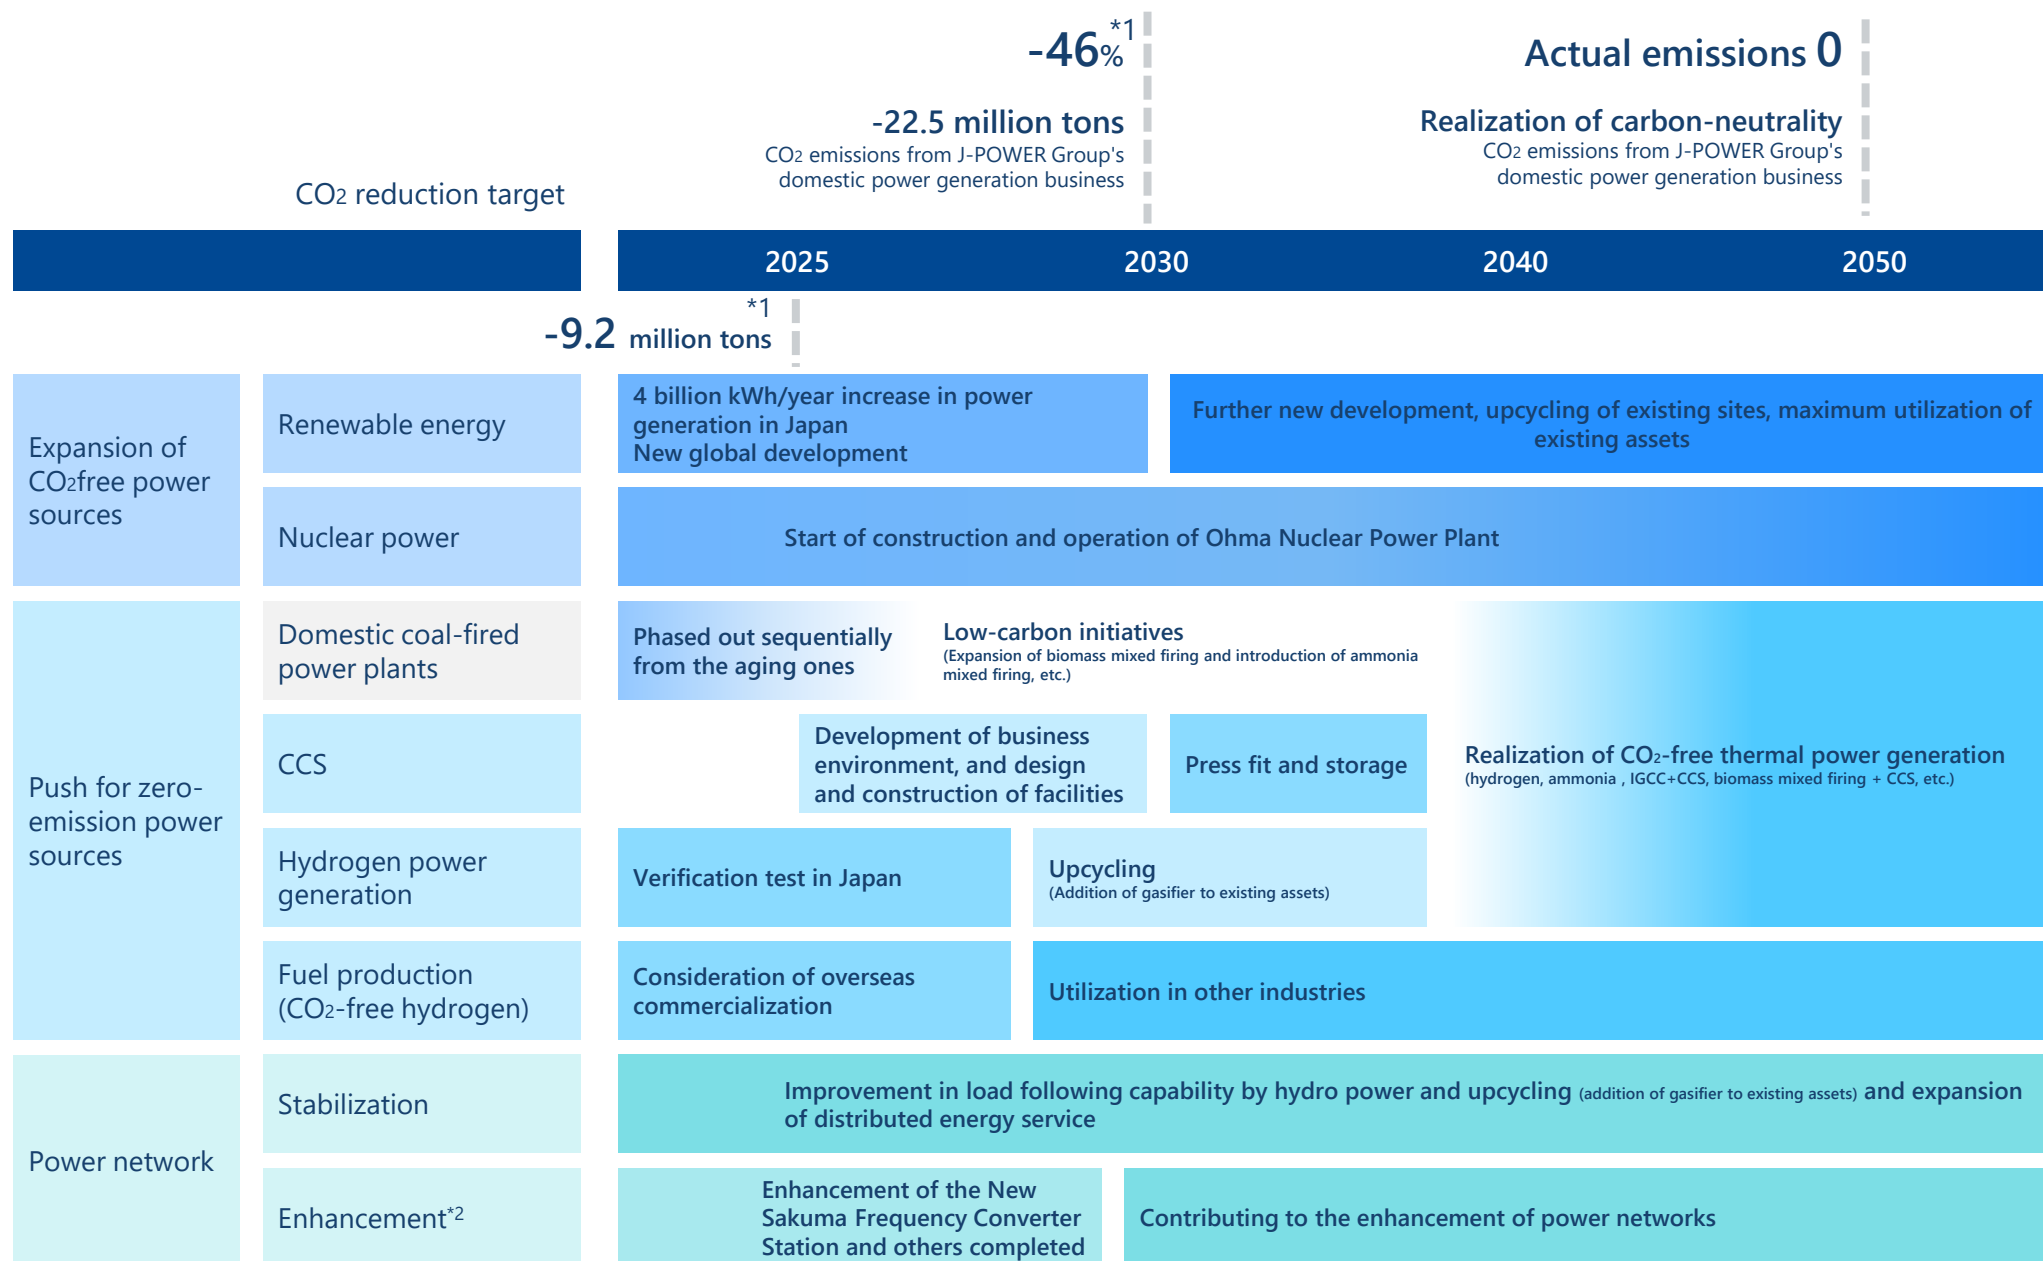 -46% *1
-22.5 million tons
CO2 emissions from J-POWER Group's
domestic power generation business
Actual emissions 0
Realization of carbon-neutrality
CO2 emissions from J-POWER Group's
domestic power generation business
CO2 reduction target
2025 2030 2040 2050
*1
-9.2 million tons
Expansion of
CO2free power
sources
Renewable energy
4 billion kWh/year increase in power
generation in Japan
New global development
Further new development, upcycling of existing sites, maximum utilization of
existing assets
Nuclear power
Start of construction and operation of Ohma Nuclear Power Plant
Push for zero-
emission power
sources
Domestic coal-fired
power plants
Phased out sequentially
from the aging ones
Low-carbon initiatives
(Expansion of biomass mixed firing and introduction of ammonia
mixed firing, etc.)
CCS
Development of business
environment, and design
and construction of facilities
Press fit and storage
Realization of CO2-free thermal power generation
(hydrogen, ammonia , IGCC+CCS, biomass mixed firing + CCS, etc.)
Hydrogen power
generation
Verification test in Japan
Upcycling
(Addition of gasifier to existing assets)
Fuel production
(CO2-free hydrogen)
Consideration of overseas
commercialization
Utilization in other industries
Power network
Stabilization
Improvement in load following capability by hydro power and upcycling (addition of gasifier to existing assets) and expansion
of distributed energy service
Enhancement*2
Enhancement of the New
Sakuma Frequency Converter
Station and others completed
Contributing to the enhancement of power networks